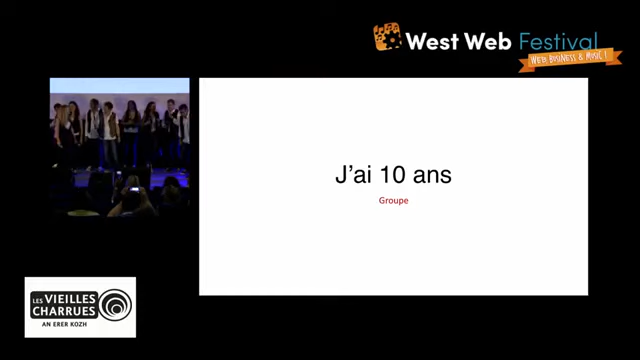 West Web Festival
WEB, BUSINESS & MUSIC !
J'ai 10 ans
Groupe
LES VIEILLES
CHARRUES
AN ERER KOZH